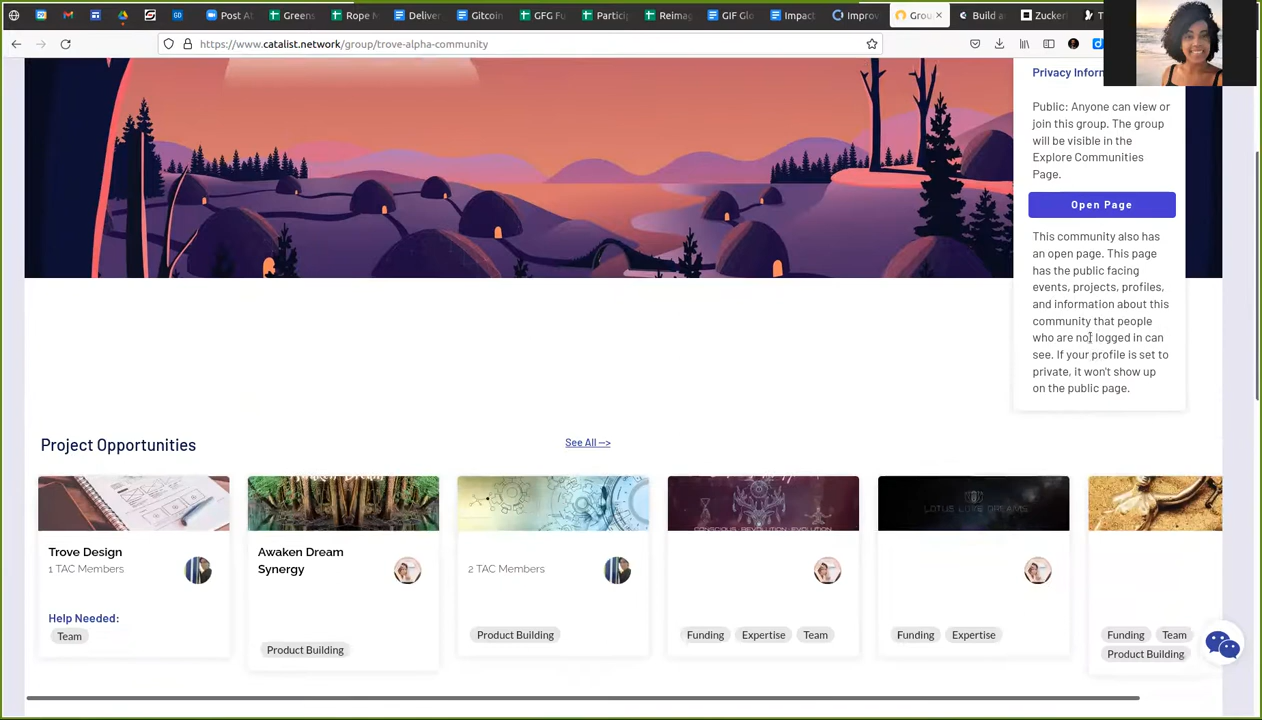 Post A
Greens
Rope M
Deliver
Gitcoin
GFG Fu
Particip
Reimag
GIF Glo
Impact
Improv
Grou
Build a
Zucker
https://www.catalist.network/group/trove-alpha-community
Privacy Inform
Public: Anyone can view or
join this group. The group
will be visible in the
Explore Communities
Page.
Open Page
This community also has
an open page. This page
has the public facing
events, projects, profiles,
and information about this
community that people
who are not logged in can
see. If your profile is set to
private, it won't show up
on the public page.
Project Opportunities
See All -->
Trove Design
1 TAC Members
Help Needed:
Team
Awaken Dream
Synergy
Product Building
2 TAC Members
Product Building
CONSCIOUS REVOLUTION EVOLUTION
Funding Expertise Team
LOTUS LOVE DREAMS
Funding Expertise
Funding Team
Product Building